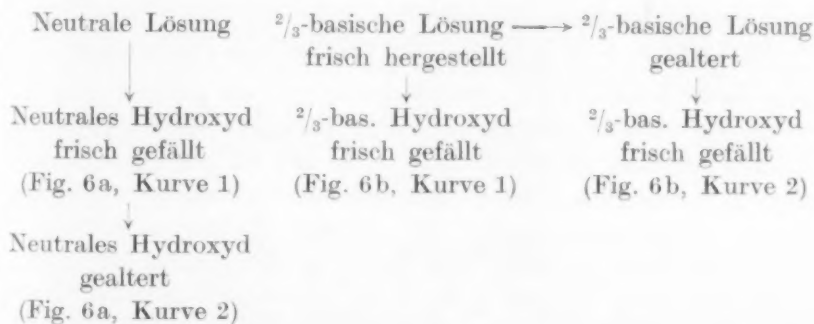 Neutrale Lösung
Neutrales Hydroxyd
frisch gefällt
(Fig. 6a, Kurve 1)
Neutrales Hydroxyd
gealtert
(Fig. 6a, Kurve 2)
²/₃-basische Lösung
frisch hergestellt
²/₃-bas. Hydroxyd
frisch gefällt
(Fig. 6b, Kurve 1)
²/₃-basische Lösung
gealtert
²/₃-bas. Hydroxyd
frisch gefällt
(Fig. 6b, Kurve 2)